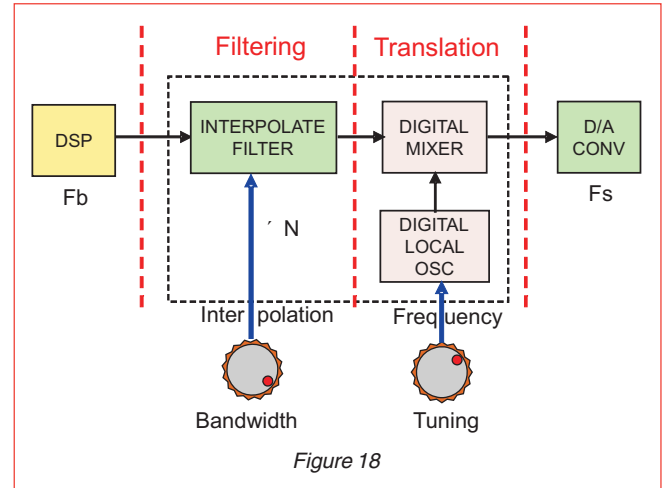 Filtering
Translation
DSP
INTERPOLATE
FILTER
DIGITAL
MIXER
D/A
CONV
Fb
Fs
´ N
DIGITAL
LOCAL
OSC
Inter polation
Frequency
Bandwidth
Tuning
Figure 18